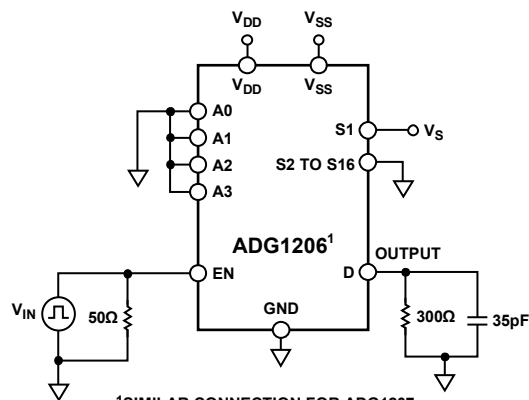 VDD
VSS
VDD
VSS
A0
A1
A2
A3
S1
VS
S2 TO S16
ADG1206¹
OUTPUT
EN
D
VIN
50Ω
GND
300Ω
35pF
¹SIMILAR CONNECTION FOR ADG1207